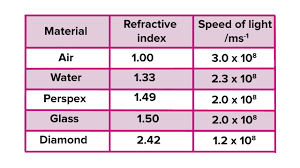 Material Refractive index Speed of light /ms⁻¹
Air 1.00 3.0 x 10⁸
Water 1.33 2.3 x 10⁸
Perspex 1.49 2.0 x 10⁸
Glass 1.50 2.0 x 10⁸
Diamond 2.42 1.2 x 10⁸